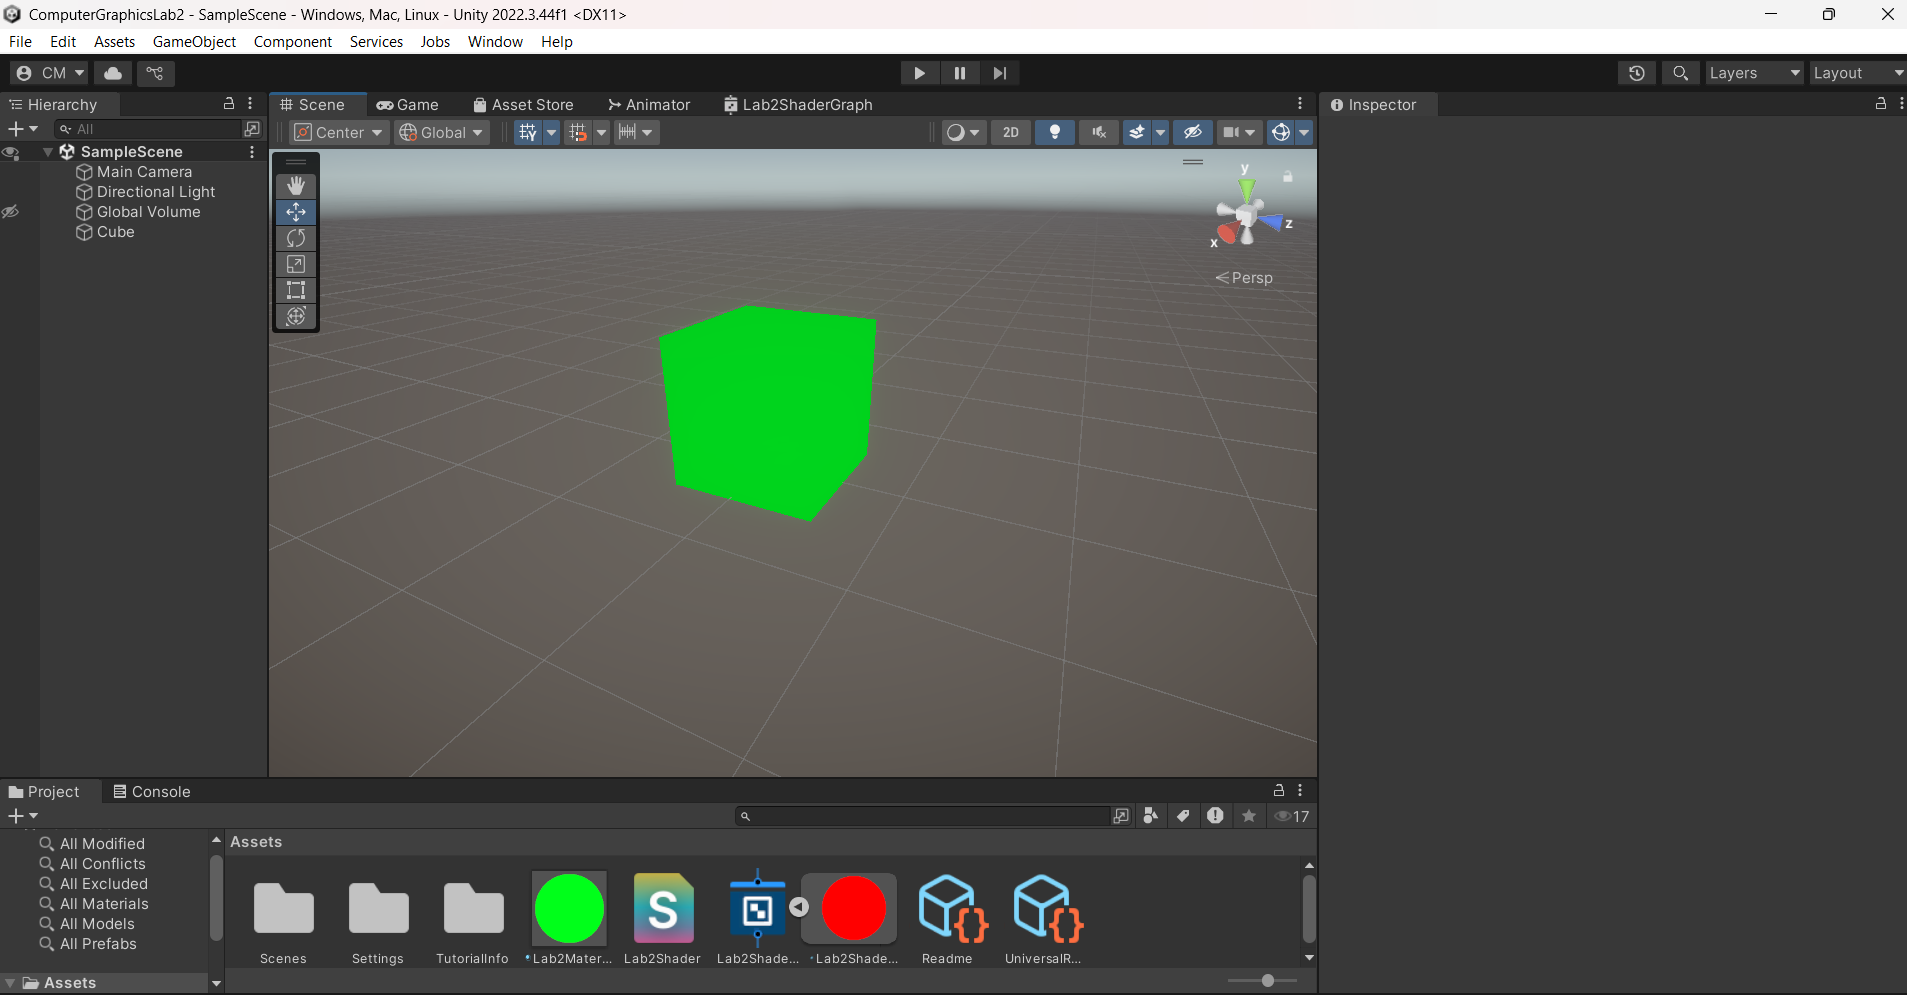 ComputerGraphicsLab2 - SampleScene - Windows, Mac, Linux - Unity 2022.3.44f1 <DX11>
File Edit Assets GameObject Component Services Jobs Window Help
CM Layers Layout
Hierarchy
All
SampleScene
Main Camera
Directional Light
Global Volume
Cube
Scene Game Asset Store Animator Lab2ShaderGraph
Center Global 2D
y
z
x
Persp
Inspector
Project Console
17
All Modified
All Conflicts
All Excluded
All Materials
All Models
All Prefabs
Assets
Assets
Scenes Settings TutorialInfo Lab2Mater... Lab2Shader Lab2Shade... Lab2Shade... Readme UniversalR...
S